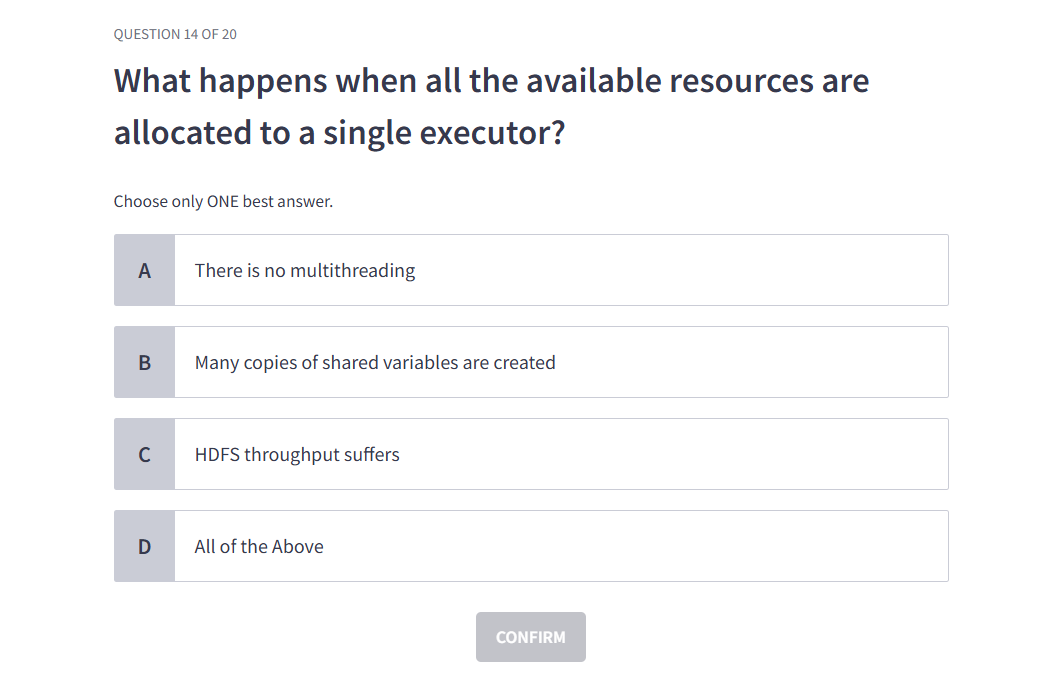 QUESTION 14 OF 20
What happens when all the available resources are
allocated to a single executor?
Choose only ONE best answer.
A There is no multithreading
B Many copies of shared variables are created
C HDFS throughput suffers
D All of the Above
CONFIRM